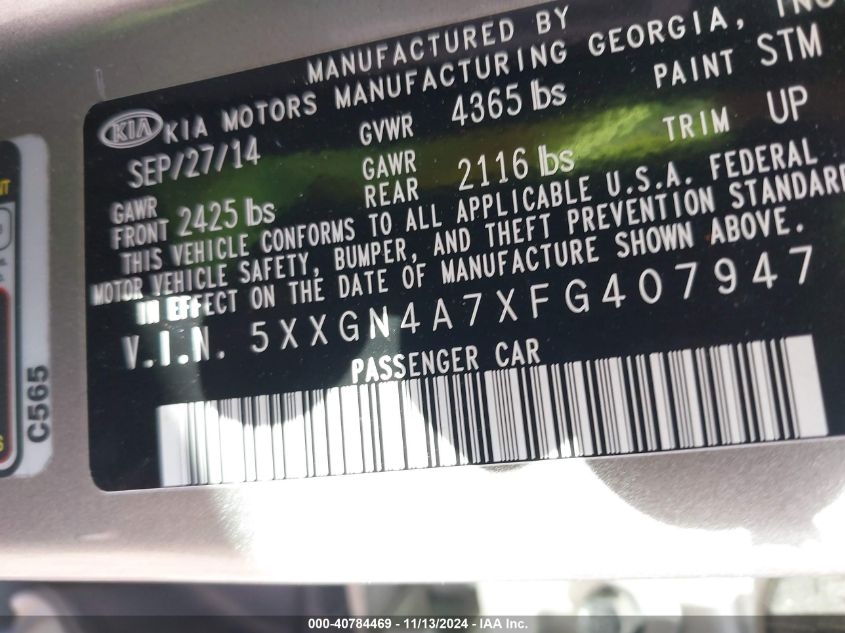 MANUFACTURED BY
KIA KIA MOTORS MANUFACTURING GEORGIA, INC
SEP/27/14 GVWR 4365 lbs PAINT STM
GAWR FRONT 2425 lbs GAWR REAR 2116 lbs TRIM UP
THIS VEHICLE CONFORMS TO ALL APPLICABLE U.S.A. FEDERAL
MOTOR VEHICLE SAFETY, BUMPER, AND THEFT PREVENTION STANDARD
IN EFFECT ON THE DATE OF MANUFACTURE SHOWN ABOVE.
V.I.N. 5XXGN4A7XFG407947
PASSENGER CAR
C565
000-40784469 - 11/13/2024 - IAA Inc.